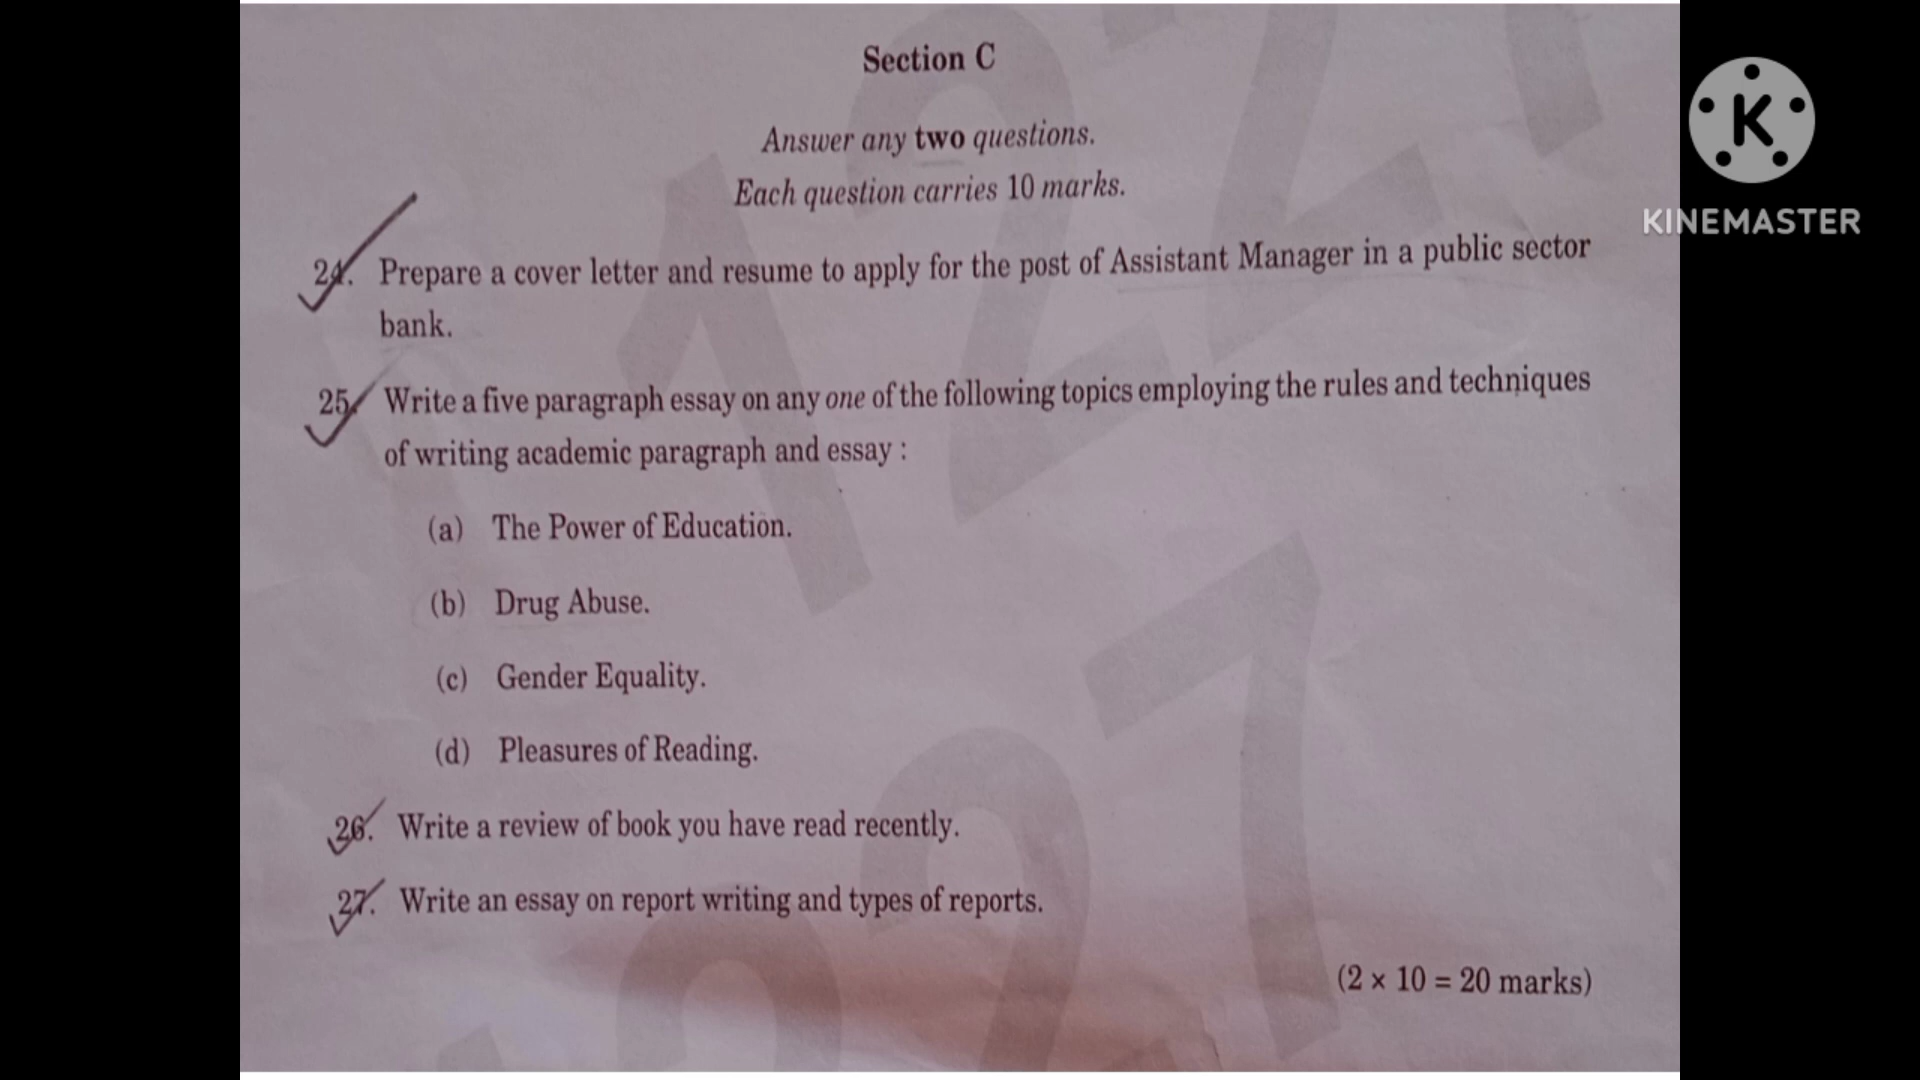 Section C
Answer any two questions.
Each question carries 10 marks.
K
KINEMASTER
24. Prepare a cover letter and resume to apply for the post of Assistant Manager in a public sector
bank.
25. Write a five paragraph essay on any one of the following topics employing the rules and techniques
of writing academic paragraph and essay :
(a) The Power of Education.
(b) Drug Abuse.
(c) Gender Equality.
(d) Pleasures of Reading.
26. Write a review of book you have read recently.
27. Write an essay on report writing and types of reports.
(2 × 10 = 20 marks)